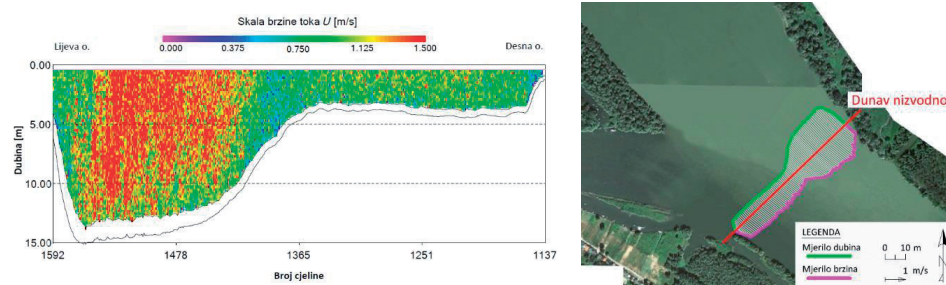 Skala brzine toka U [m/s]
Lijeva o.
Desna o.
0.000 0.375 0.750 1.125 1.500
0.00
5.00
10.00
15.00
Dubina [m]
1592 1478 1365 1251 1137
Broj cjeline
Dunav nizvodno
LEGENDA
Mjerilo dubina 0 10 m
Mjerilo brzina 1 m/s
N